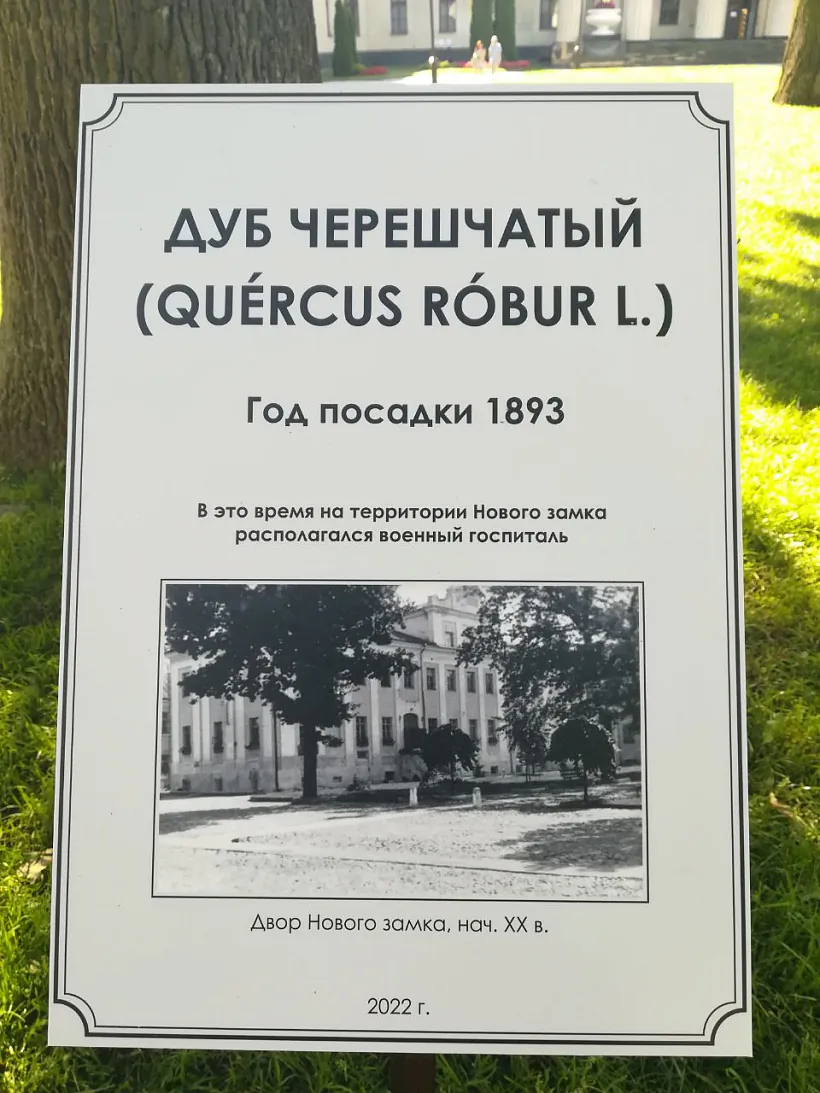 ДУБ ЧЕРЕШЧАТЫЙ
(QUÉRCUS RÓBUR L.)
Год посадки 1893
В это время на территории Нового замка
располагался военный госпиталь
Двор Нового замка, нач. XX в.
2022 г.